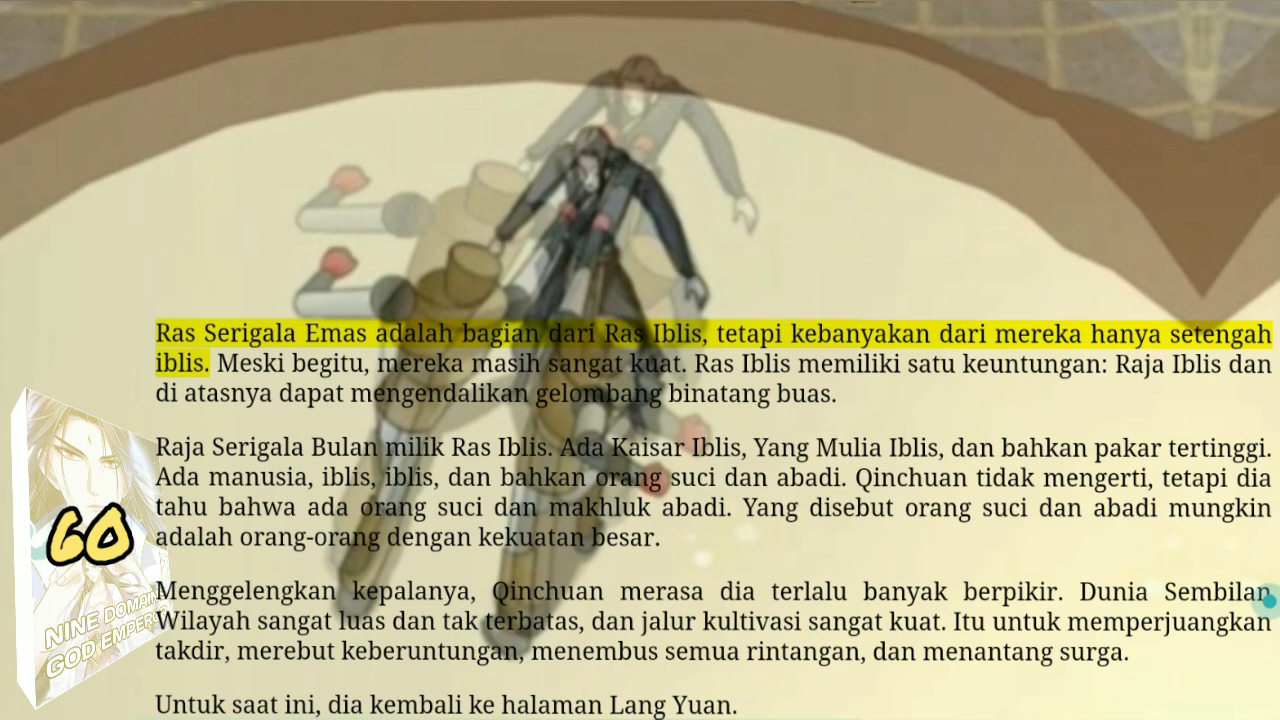 Ras Serigala Emas adalah bagian dari Ras Iblis, tetapi kebanyakan dari mereka hanya setengah
iblis. Meski begitu, mereka masih sangat kuat. Ras Iblis memiliki satu keuntungan: Raja Iblis dan
di atasnya dapat mengendalikan gelombang binatang buas.
Raja Serigala Bulan milik Ras Iblis. Ada Kaisar Iblis, Yang Mulia Iblis, dan bahkan pakar tertinggi.
Ada manusia, iblis, iblis, dan bahkan orang suci dan abadi. Qinchuan tidak mengerti, tetapi dia
tahu bahwa ada orang suci dan makhluk abadi. Yang disebut orang suci dan abadi mungkin
adalah orang-orang dengan kekuatan besar.
Menggelengkan kepalanya, Qinchuan merasa dia terlalu banyak berpikir. Dunia Sembilan
Wilayah sangat luas dan tak terbatas, dan jalur kultivasi sangat kuat. Itu untuk memperjuangkan
takdir, merebut keberuntungan, menembus semua rintangan, dan menantang surga.
Untuk saat ini, dia kembali ke halaman Lang Yuan.
60
NINE DOMAIN
GOD EMPEROR